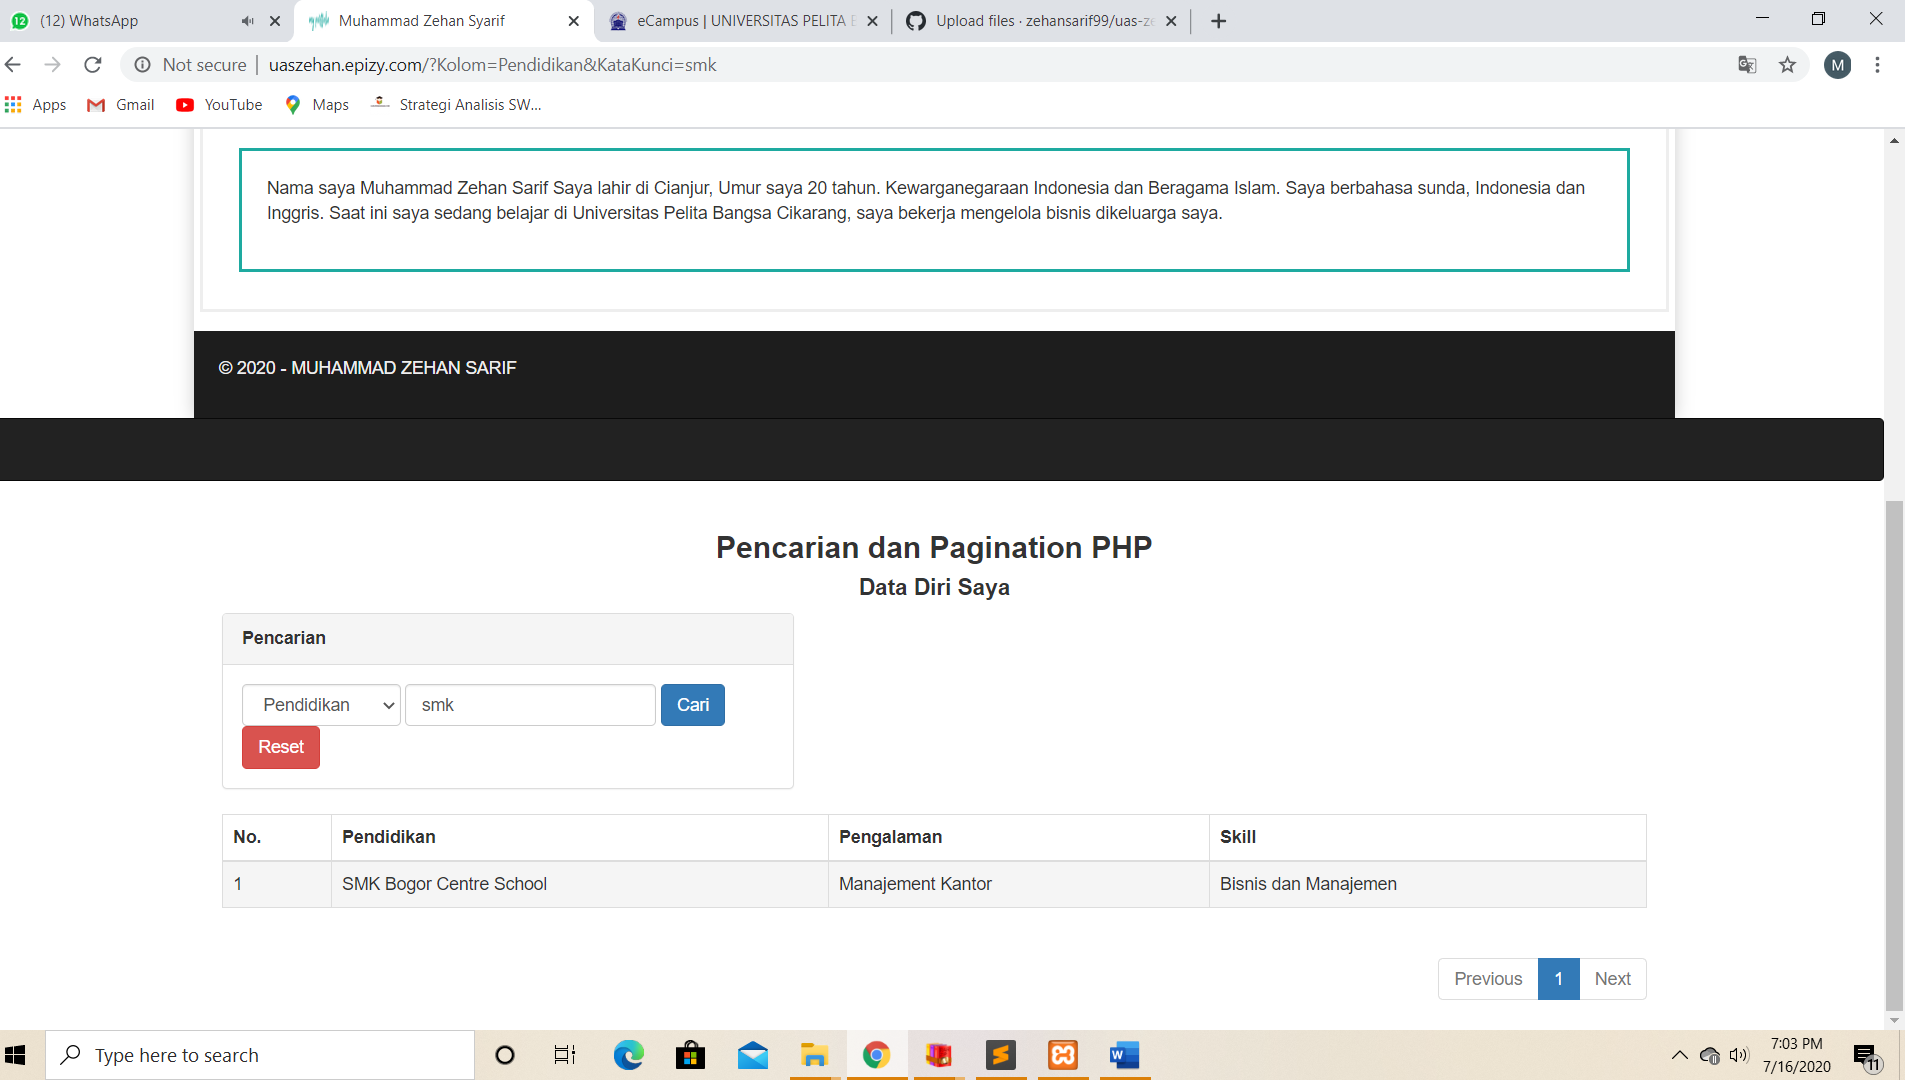 (12) WhatsApp
Muhammad Zehan Syarif
eCampus | UNIVERSITAS PELITA
Upload files · zehansarif99/uas-ze
Not secure
uaszehan.epizy.com/?Kolom=Pendidikan&KataKunci=smk
M
Apps
Gmail
YouTube
Maps
Strategi Analisis SW...
Nama saya Muhammad Zehan Sarif Saya lahir di Cianjur, Umur saya 20 tahun. Kewarganegaraan Indonesia dan Beragama Islam. Saya berbahasa sunda, Indonesia dan
Inggris. Saat ini saya sedang belajar di Universitas Pelita Bangsa Cikarang, saya bekerja mengelola bisnis dikeluarga saya.
© 2020 - MUHAMMAD ZEHAN SARIF
Pencarian dan Pagination PHP
Data Diri Saya
Pencarian
Pendidikan
smk
Cari
Reset
No. Pendidikan Pengalaman Skill
1 SMK Bogor Centre School Manajement Kantor Bisnis dan Manajemen
Previous 1 Next
Type here to search
7:03 PM
7/16/2020
11